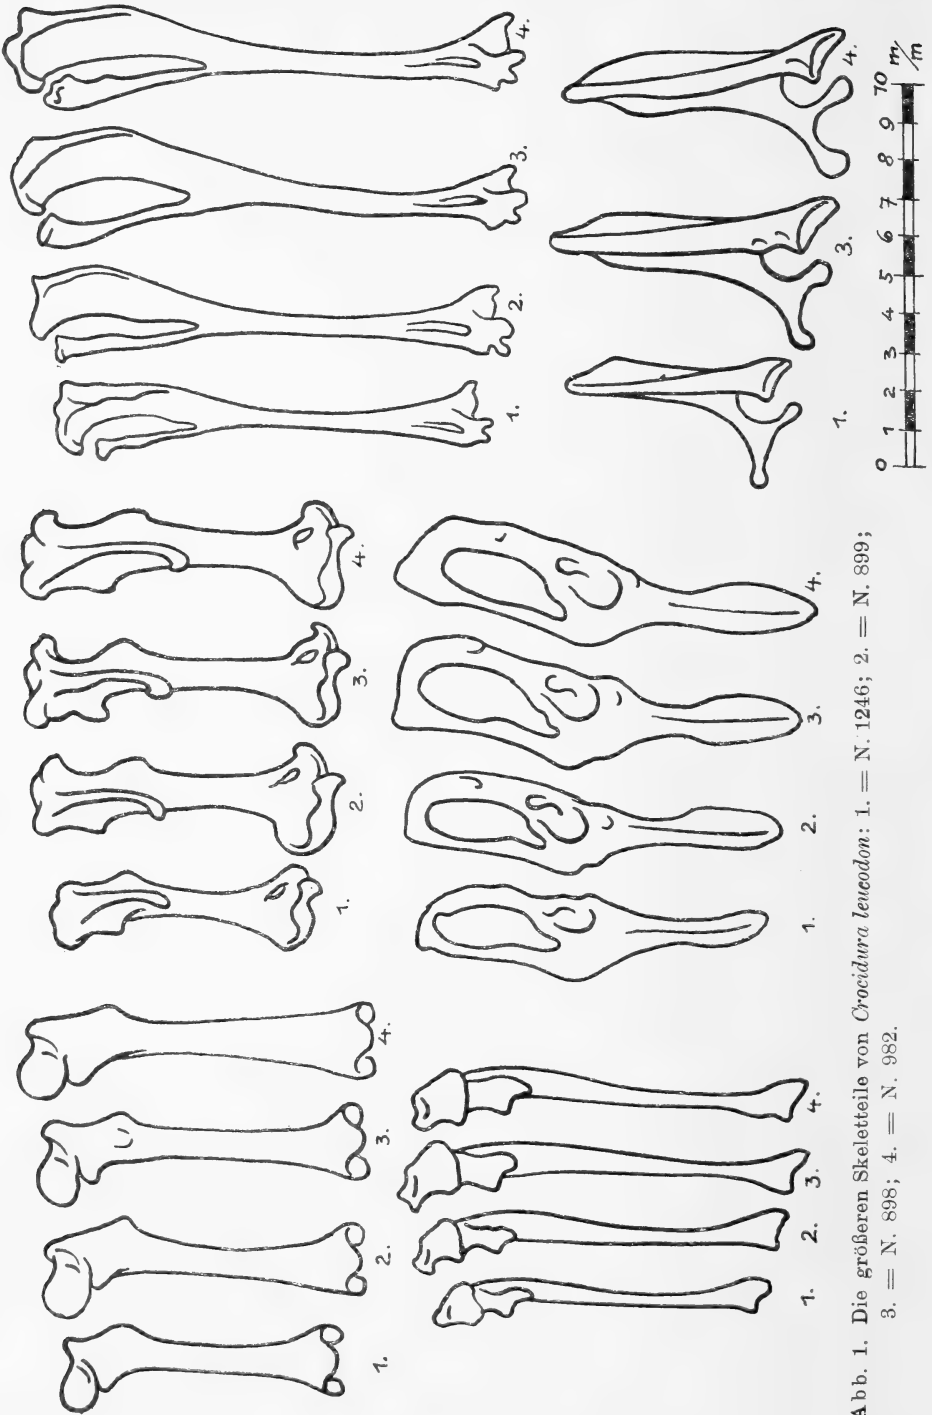 1. 2. 3. 4.
1. 2. 3. 4.
1. 2. 3. 4.
1. 2. 3. 4.
1. 2. 3. 4.
1. 3. 4.
0 1 2 3 4 5 6 7 8 9 10 m/m
Abb. 1. Die größeren Skeletteile von Crocidura leucodon: 1. = N. 1246; 2. = N. 899;
3. = N. 898; 4. = N. 982.